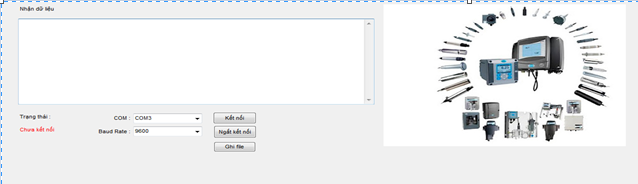 Nhận dữ liệu
Trạng thái :
COM :
COM3
Kết nối
Chưa kết nối
Baud Rate :
9600
Ngắt kết nối
Ghi file